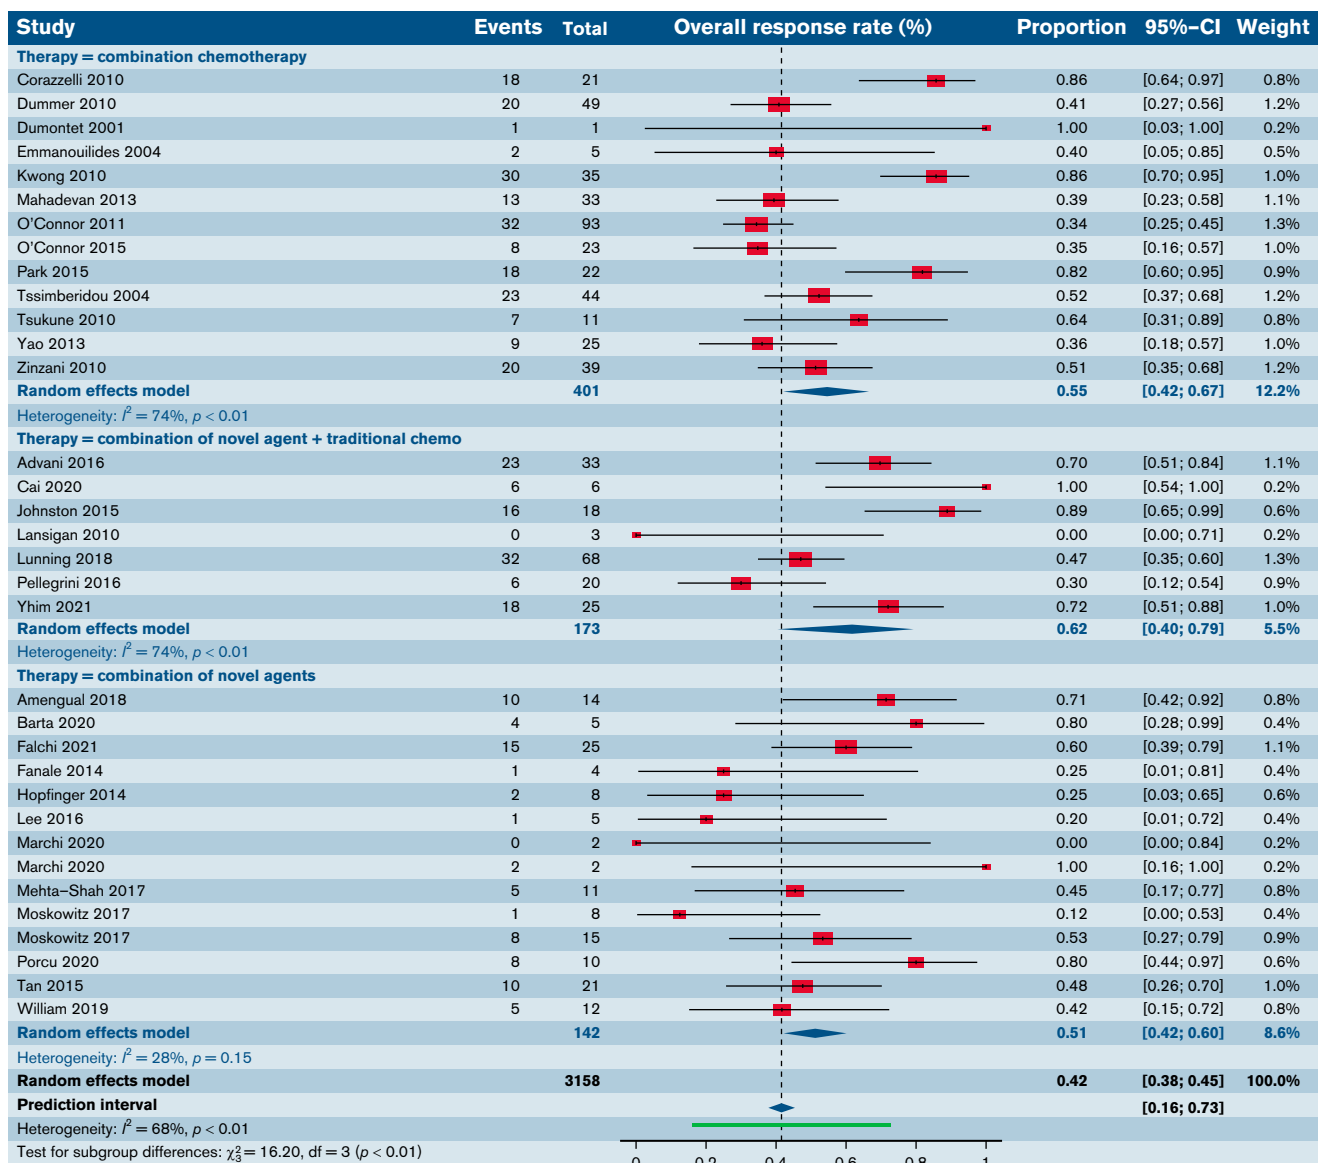 Study Events Total Overall response rate (%) Proportion 95%–CI Weight
Therapy = combination chemotherapy
Corazzelli 2010 18 21 0.86 [0.64; 0.97] 0.8%
Dummer 2010 20 49 0.41 [0.27; 0.56] 1.2%
Dumontet 2001 1 1 1.00 [0.03; 1.00] 0.2%
Emmanouilides 2004 2 5 0.40 [0.05; 0.85] 0.5%
Kwong 2010 30 35 0.86 [0.70; 0.95] 1.0%
Mahadevan 2013 13 33 0.39 [0.23; 0.58] 1.1%
O'Connor 2011 32 93 0.34 [0.25; 0.45] 1.3%
O'Connor 2015 8 23 0.35 [0.16; 0.57] 1.0%
Park 2015 18 22 0.82 [0.60; 0.95] 0.9%
Tssimberidou 2004 23 44 0.52 [0.37; 0.68] 1.2%
Tsukune 2010 7 11 0.64 [0.31; 0.89] 0.8%
Yao 2013 9 25 0.36 [0.18; 0.57] 1.0%
Zinzani 2010 20 39 0.51 [0.35; 0.68] 1.2%
Random effects model 401 0.55 [0.42; 0.67] 12.2%
Heterogeneity: I² = 74%, p < 0.01
Therapy = combination of novel agent + traditional chemo
Advani 2016 23 33 0.70 [0.51; 0.84] 1.1%
Cai 2020 6 6 1.00 [0.54; 1.00] 0.2%
Johnston 2015 16 18 0.89 [0.65; 0.99] 0.6%
Lansigan 2010 0 3 0.00 [0.00; 0.71] 0.2%
Lunning 2018 32 68 0.47 [0.35; 0.60] 1.3%
Pellegrini 2016 6 20 0.30 [0.12; 0.54] 0.9%
Yhim 2021 18 25 0.72 [0.51; 0.88] 1.0%
Random effects model 173 0.62 [0.40; 0.79] 5.5%
Heterogeneity: I² = 74%, p < 0.01
Therapy = combination of novel agents
Amengual 2018 10 14 0.71 [0.42; 0.92] 0.8%
Barta 2020 4 5 0.80 [0.28; 0.99] 0.4%
Falchi 2021 15 25 0.60 [0.39; 0.79] 1.1%
Fanale 2014 1 4 0.25 [0.01; 0.81] 0.4%
Hopfinger 2014 2 8 0.25 [0.03; 0.65] 0.6%
Lee 2016 1 5 0.20 [0.01; 0.72] 0.4%
Marchi 2020 0 2 0.00 [0.00; 0.84] 0.2%
Marchi 2020 2 2 1.00 [0.16; 1.00] 0.2%
Mehta–Shah 2017 5 11 0.45 [0.17; 0.77] 0.8%
Moskowitz 2017 1 8 0.12 [0.00; 0.53] 0.4%
Moskowitz 2017 8 15 0.53 [0.27; 0.79] 0.9%
Porcu 2020 8 10 0.80 [0.44; 0.97] 0.6%
Tan 2015 10 21 0.48 [0.26; 0.70] 1.0%
William 2019 5 12 0.42 [0.15; 0.72] 0.8%
Random effects model 142 0.51 [0.42; 0.60] 8.6%
Heterogeneity: I² = 28%, p = 0.15
Random effects model 3158 0.42 [0.38; 0.45] 100.0%
Prediction interval [0.16; 0.73]
Heterogeneity: I² = 68%, p < 0.01
Test for subgroup differences: χ²₃ = 16.20, df = 3 (p < 0.01)
0 0.2 0.4 0.6 0.8 1